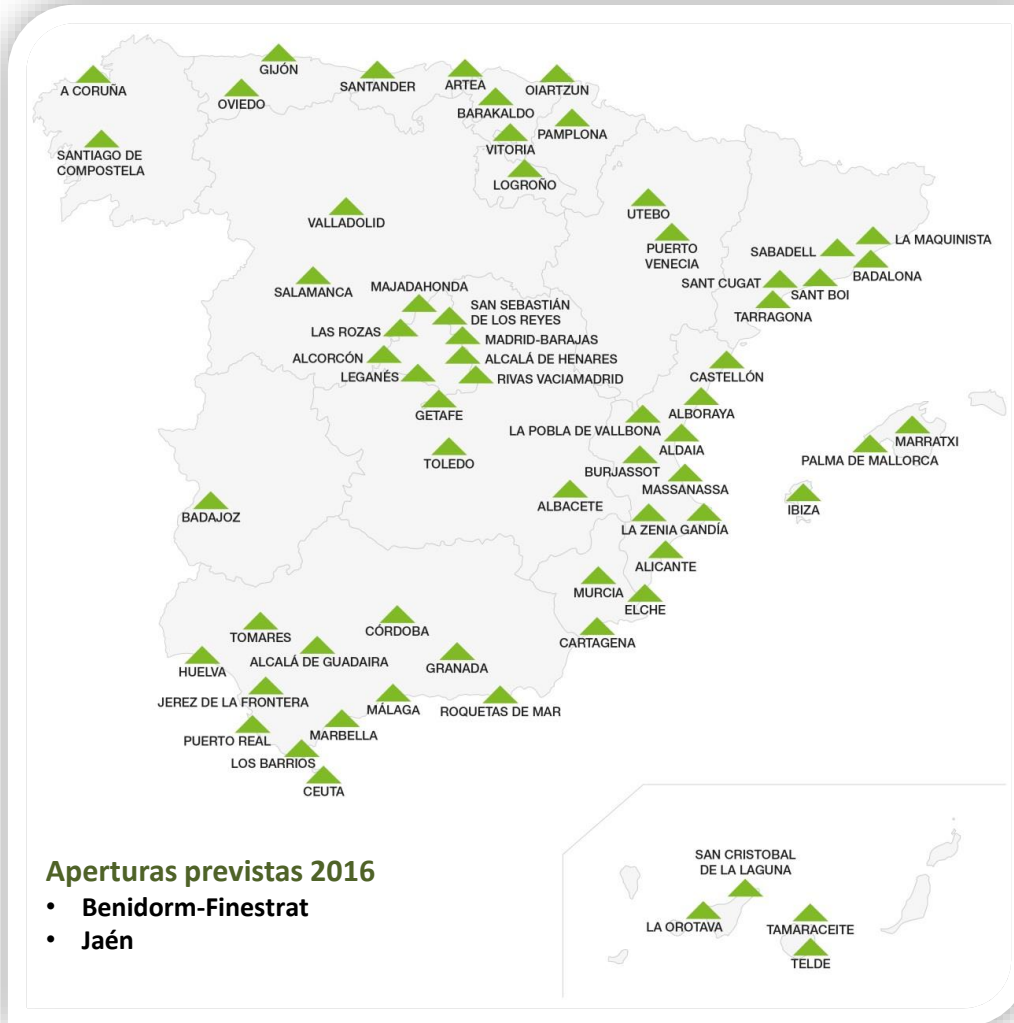 A CORUÑA
GIJÓN
OVIEDO
SANTANDER
ARTEA
OIARTZUN
BARAKALDO
PAMPLONA
VITORIA
SANTIAGO DE
COMPOSTELA
LOGROÑO
VALLADOLID
UTEBO
PUERTO
VENECIA
LA MAQUINISTA
SABADELL
BADALONA
SANT CUGAT
SANT BOI
TARRAGONA
SALAMANCA
MAJADAHONDA
SAN SEBASTIÁN
DE LOS REYES
LAS ROZAS
MADRID-BARAJAS
ALCORCÓN
ALCALÁ DE HENARES
LEGANÉS
RIVAS VACIAMADRID
GETAFE
CASTELLÓN
ALBORAYA
LA POBLA DE VALLBONA
ALDAIA
TOLEDO
MARRATXI
PALMA DE MALLORCA
BURJASSOT
MASSANASSA
ALBACETE
IBIZA
BADAJOZ
LA ZENIA
GANDÍA
ALICANTE
MURCIA
ELCHE
CARTAGENA
TOMARES
CÓRDOBA
ALCALÁ DE GUADAIRA
GRANADA
HUELVA
JEREZ DE LA FRONTERA
MÁLAGA
ROQUETAS DE MAR
PUERTO REAL
MARBELLA
LOS BARRIOS
CEUTA
Aperturas previstas 2016
• Benidorm-Finestrat
• Jaén
SAN CRISTOBAL
DE LA LAGUNA
LA OROTAVA
TAMARACEITE
TELDE